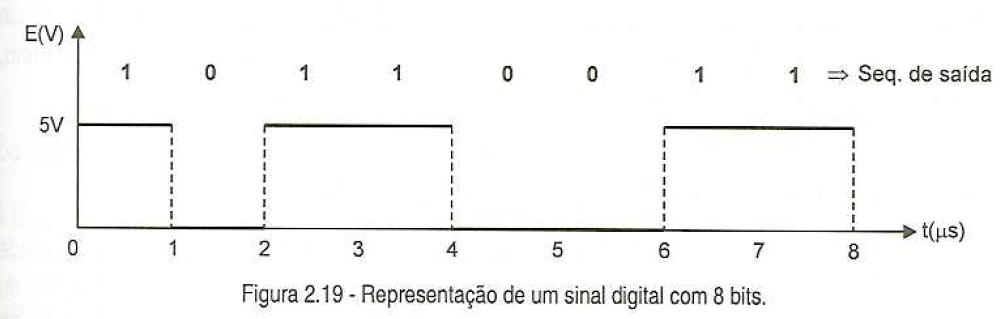 E(V)
1 0 1 1 0 0 1 1 ⇒ Seq. de saída
5V
t(μs)
0 1 2 3 4 5 6 7 8
Figura 2.19 - Representação de um sinal digital com 8 bits.